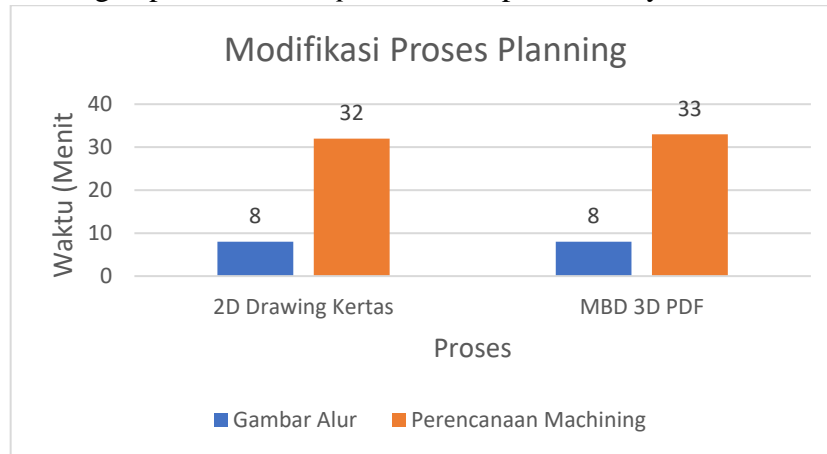 Modifikasi Proses Planning
Waktu (Menit
40
30
20
10
0
8
32
8
33
2D Drawing Kertas
MBD 3D PDF
Proses
Gambar Alur
Perencanaan Machining